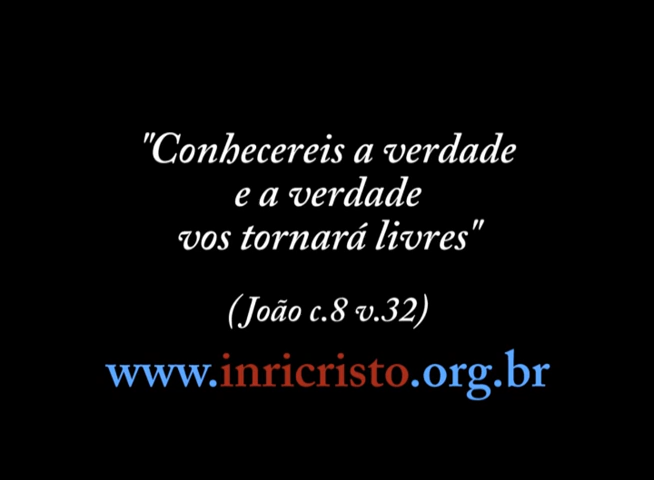 "Conhecereis a verdade
e a verdade
vos tornará livres"
(João c.8 v.32)
www.inricristo.org.br